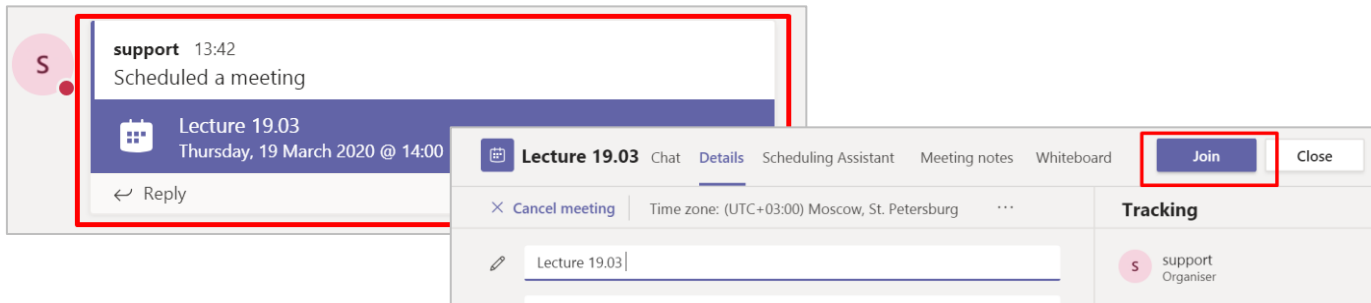 S
support 13:42
Scheduled a meeting
Lecture 19.03
Thursday, 19 March 2020 @ 14:00
Reply
Lecture 19.03 Chat Details Scheduling Assistant Meeting notes Whiteboard Join Close
Cancel meeting Time zone: (UTC+03:00) Moscow, St. Petersburg ...
Tracking
Lecture 19.03
S
support
Organiser